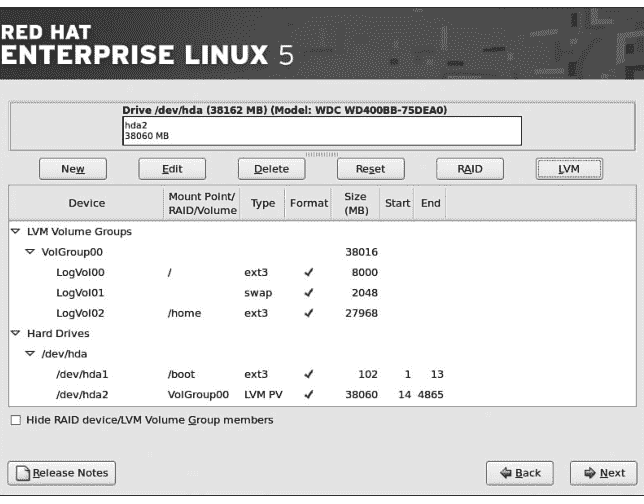 RED HAT
ENTERPRISE LINUX 5
Drive /dev/hda (38162 MB) (Model: WDC WD400BB-75DEA0)
hda2
38060 MB
New Edit Delete Reset RAID LVM
Device Mount Point/ RAID/Volume Type Format Size (MB) Start End
LVM Volume Groups
VolGroup00 38016
LogVol00 / ext3 ✓ 8000
LogVol01 swap ✓ 2048
LogVol02 /home ext3 ✓ 27968
Hard Drives
/dev/hda
/dev/hda1 /boot ext3 ✓ 102 1 13
/dev/hda2 VolGroup00 LVM PV ✓ 38060 14 4865
Hide RAID device/LVM Volume Group members
Release Notes Back Next